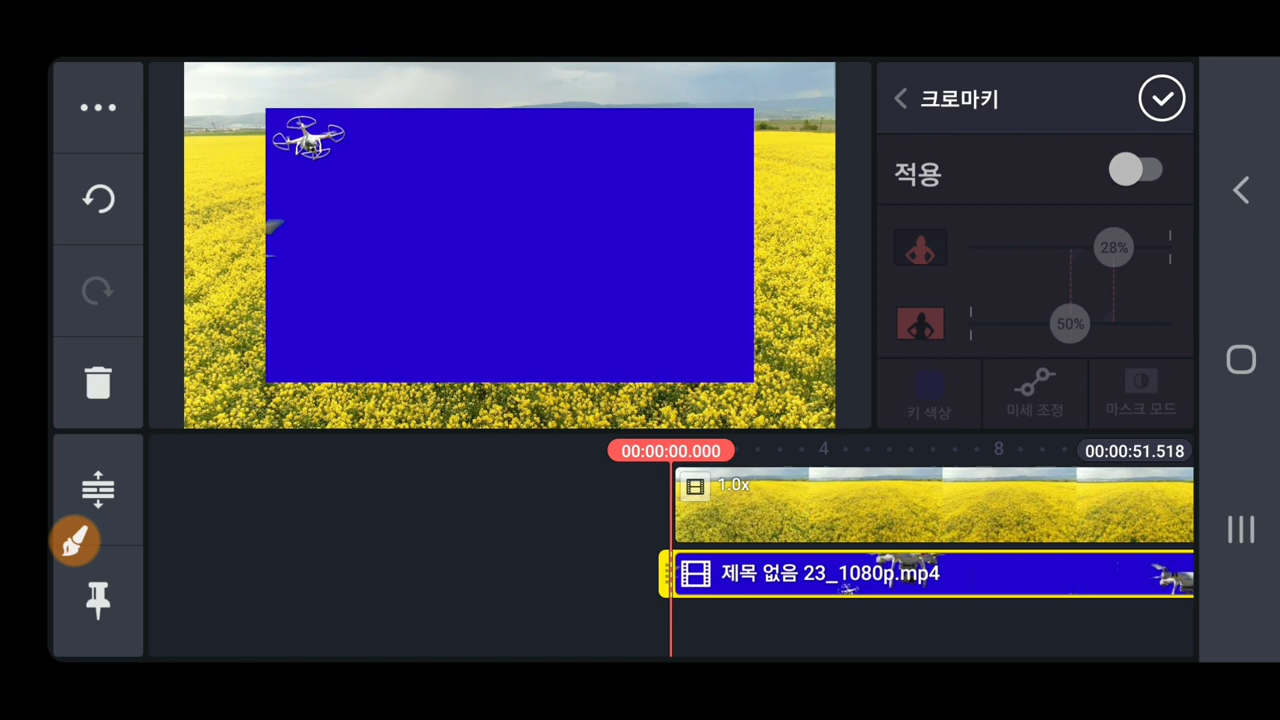 크로마키
적용
28%
50%
키 색상
미세 조정
마스크 모드
00:00:00.000
4
8
00:00:51.518
1.0x
제목 없음 23_1080p.mp4